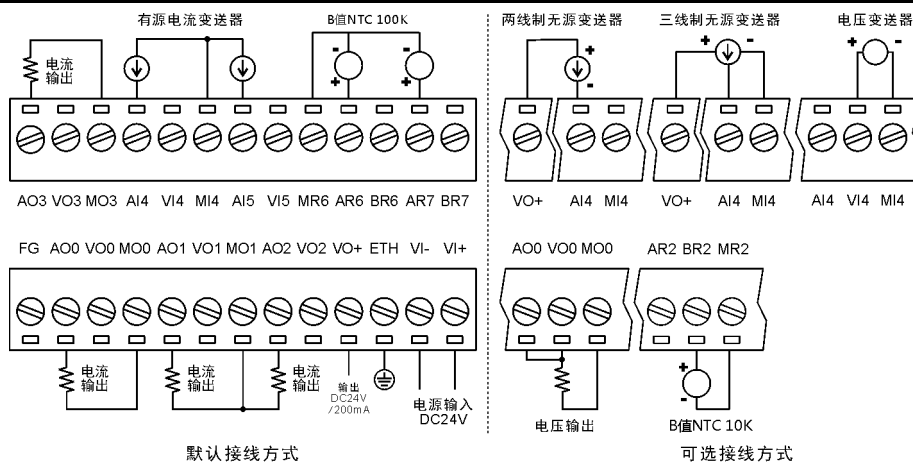 有源电流变送器
B值NTC 100K
两线制无源变送器
三线制无源变送器
电压变送器
电流
输出
AO3 VO3 MO3 AI4 VI4 MI4 AI5 VI5 MR6 AR6 BR6 AR7 BR7
VO+ AI4 MI4
VO+ AI4 MI4
AI4 VI4 MI4
FG AO0 VO0 MO0 AO1 VO1 MO1 AO2 VO2 VO+ ETH VI- VI+
AO0 VO0 MO0
AR2 BR2 MR2
电流
输出
电流
输出
电流
输出
输出
DC24V
/200mA
电源输入
DC24V
电压输出
B值NTC 10K
默认接线方式
可选接线方式